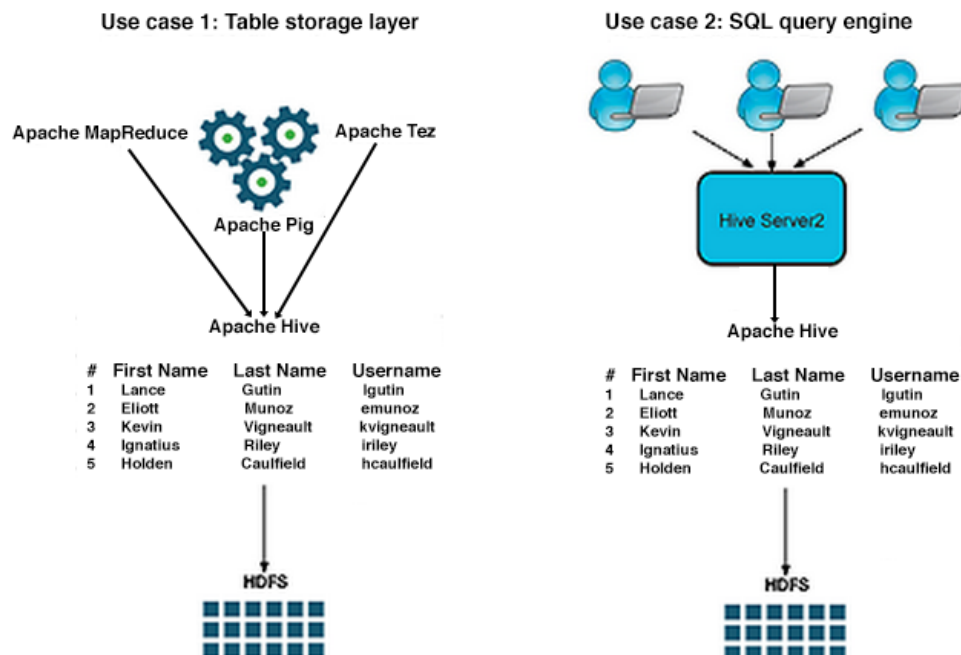 Use case 1: Table storage layer
Apache MapReduce
Apache Tez
Apache Pig
Apache Hive
# First Name Last Name Username
1 Lance Gutin lgutin
2 Eliott Munoz emunoz
3 Kevin Vigneault kvigneault
4 Ignatius Riley iriley
5 Holden Caulfield hcaulfield
HDFS
Use case 2: SQL query engine
Hive Server2
Apache Hive
# First Name Last Name Username
1 Lance Gutin lgutin
2 Eliott Munoz emunoz
3 Kevin Vigneault kvigneault
4 Ignatius Riley iriley
5 Holden Caulfield hcaulfield
HDFS